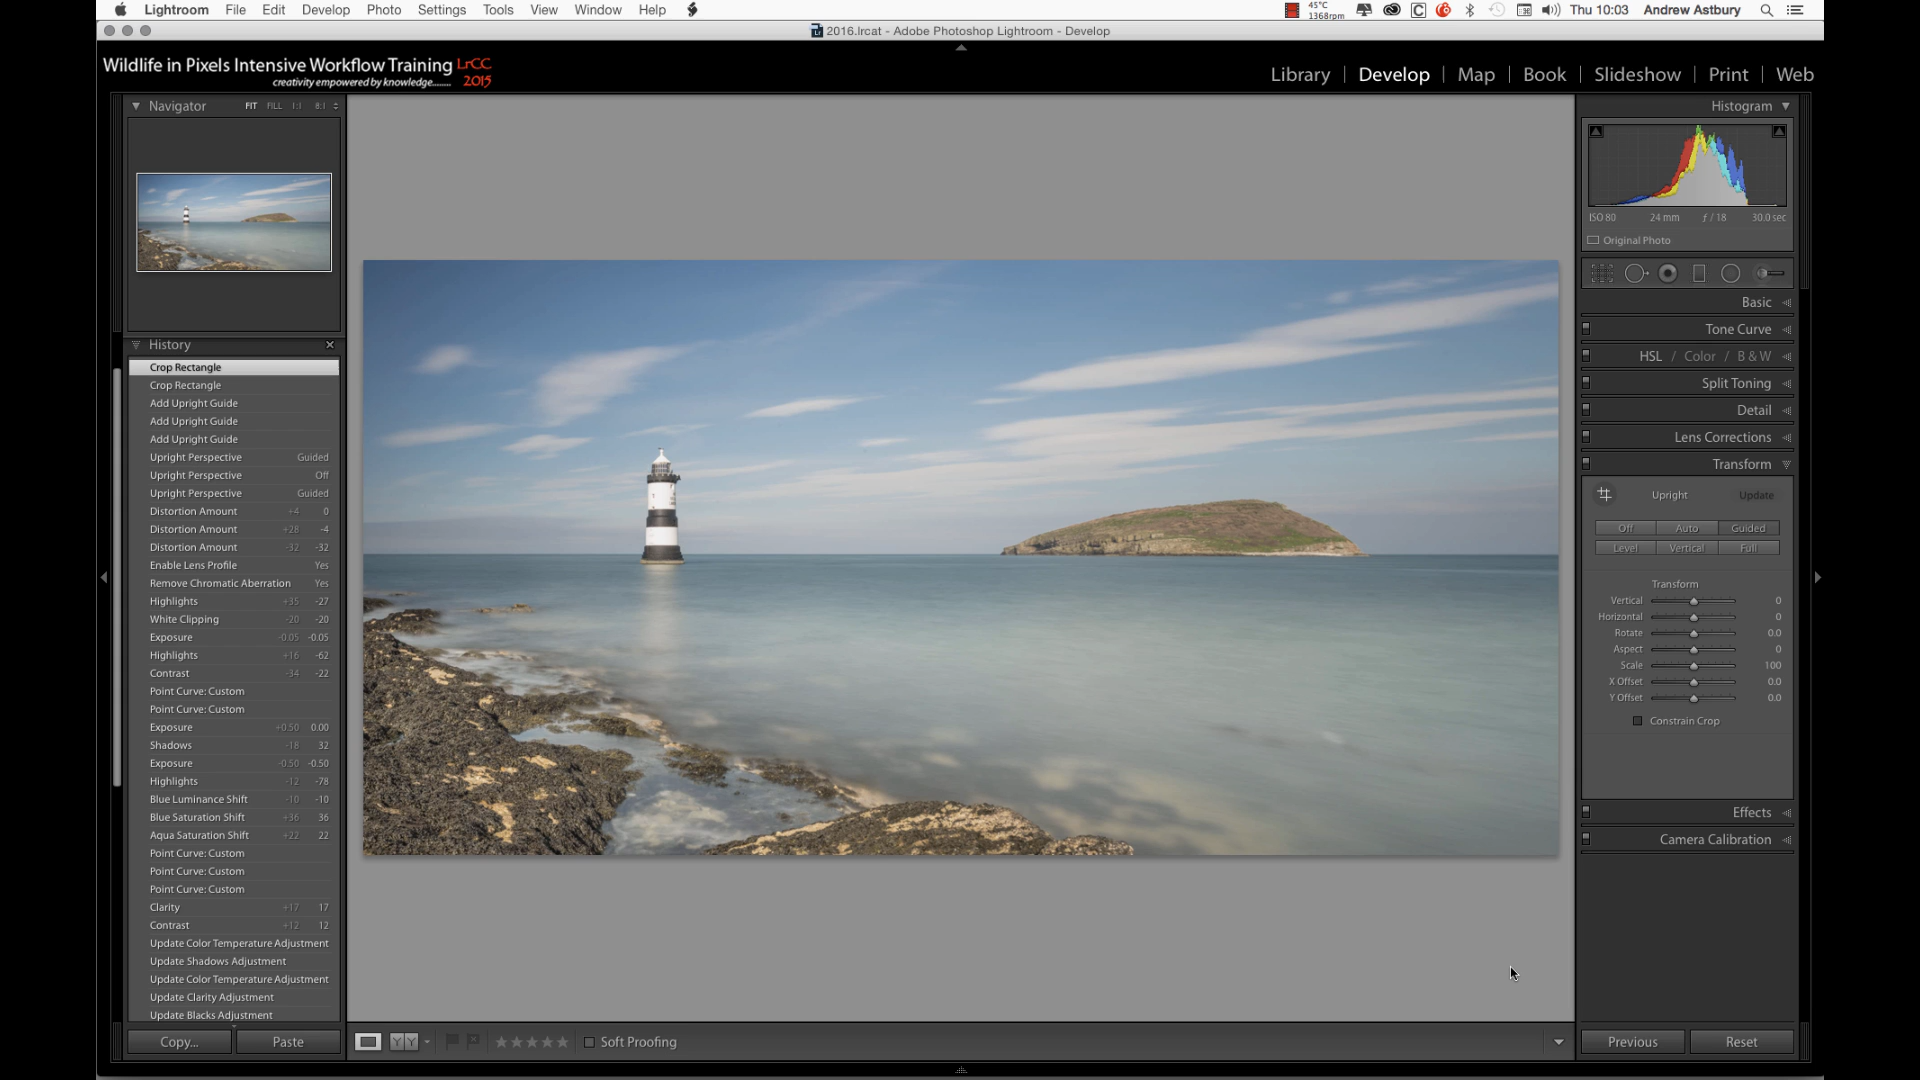 Lightroom File Edit Develop Photo Settings Tools View Window Help
45°C
1368rpm
Thu 10:03 Andrew Astbury
2016.lrcat - Adobe Photoshop Lightroom - Develop
Wildlife in Pixels Intensive Workflow Training LrCC
creativity empowered by knowledge........ 2015
Library | Develop | Map | Book | Slideshow | Print | Web
Navigator FIT FILL 1:1 8:1
History
Crop Rectangle
Crop Rectangle
Add Upright Guide
Add Upright Guide
Add Upright Guide
Upright Perspective Guided
Upright Perspective Off
Upright Perspective Guided
Distortion Amount +4 0
Distortion Amount +28 -4
Distortion Amount -32 -32
Enable Lens Profile Yes
Remove Chromatic Aberration Yes
Highlights +35 -27
White Clipping -20 -20
Exposure -0.05 -0.05
Highlights +16 -62
Contrast -34 -22
Point Curve: Custom
Point Curve: Custom
Exposure +0.50 0.00
Shadows -18 32
Exposure -0.50 -0.50
Highlights -12 -78
Blue Luminance Shift -10 -10
Blue Saturation Shift +36 36
Aqua Saturation Shift +22 22
Point Curve: Custom
Point Curve: Custom
Point Curve: Custom
Clarity +17 17
Contrast +12 12
Update Color Temperature Adjustment
Update Shadows Adjustment
Update Color Temperature Adjustment
Update Clarity Adjustment
Update Blacks Adjustment
Copy... Paste
YY
Soft Proofing
Histogram
ISO 80 24 mm ƒ / 18 30.0 sec
Original Photo
Basic
Tone Curve
HSL / Color / B & W
Split Toning
Detail
Lens Corrections
Transform
Upright Update
Off Auto Guided
Level Vertical Full
Transform
Vertical 0
Horizontal 0
Rotate 0.0
Aspect 0
Scale 100
X Offset 0.0
Y Offset 0.0
Constrain Crop
Effects
Camera Calibration
Previous Reset